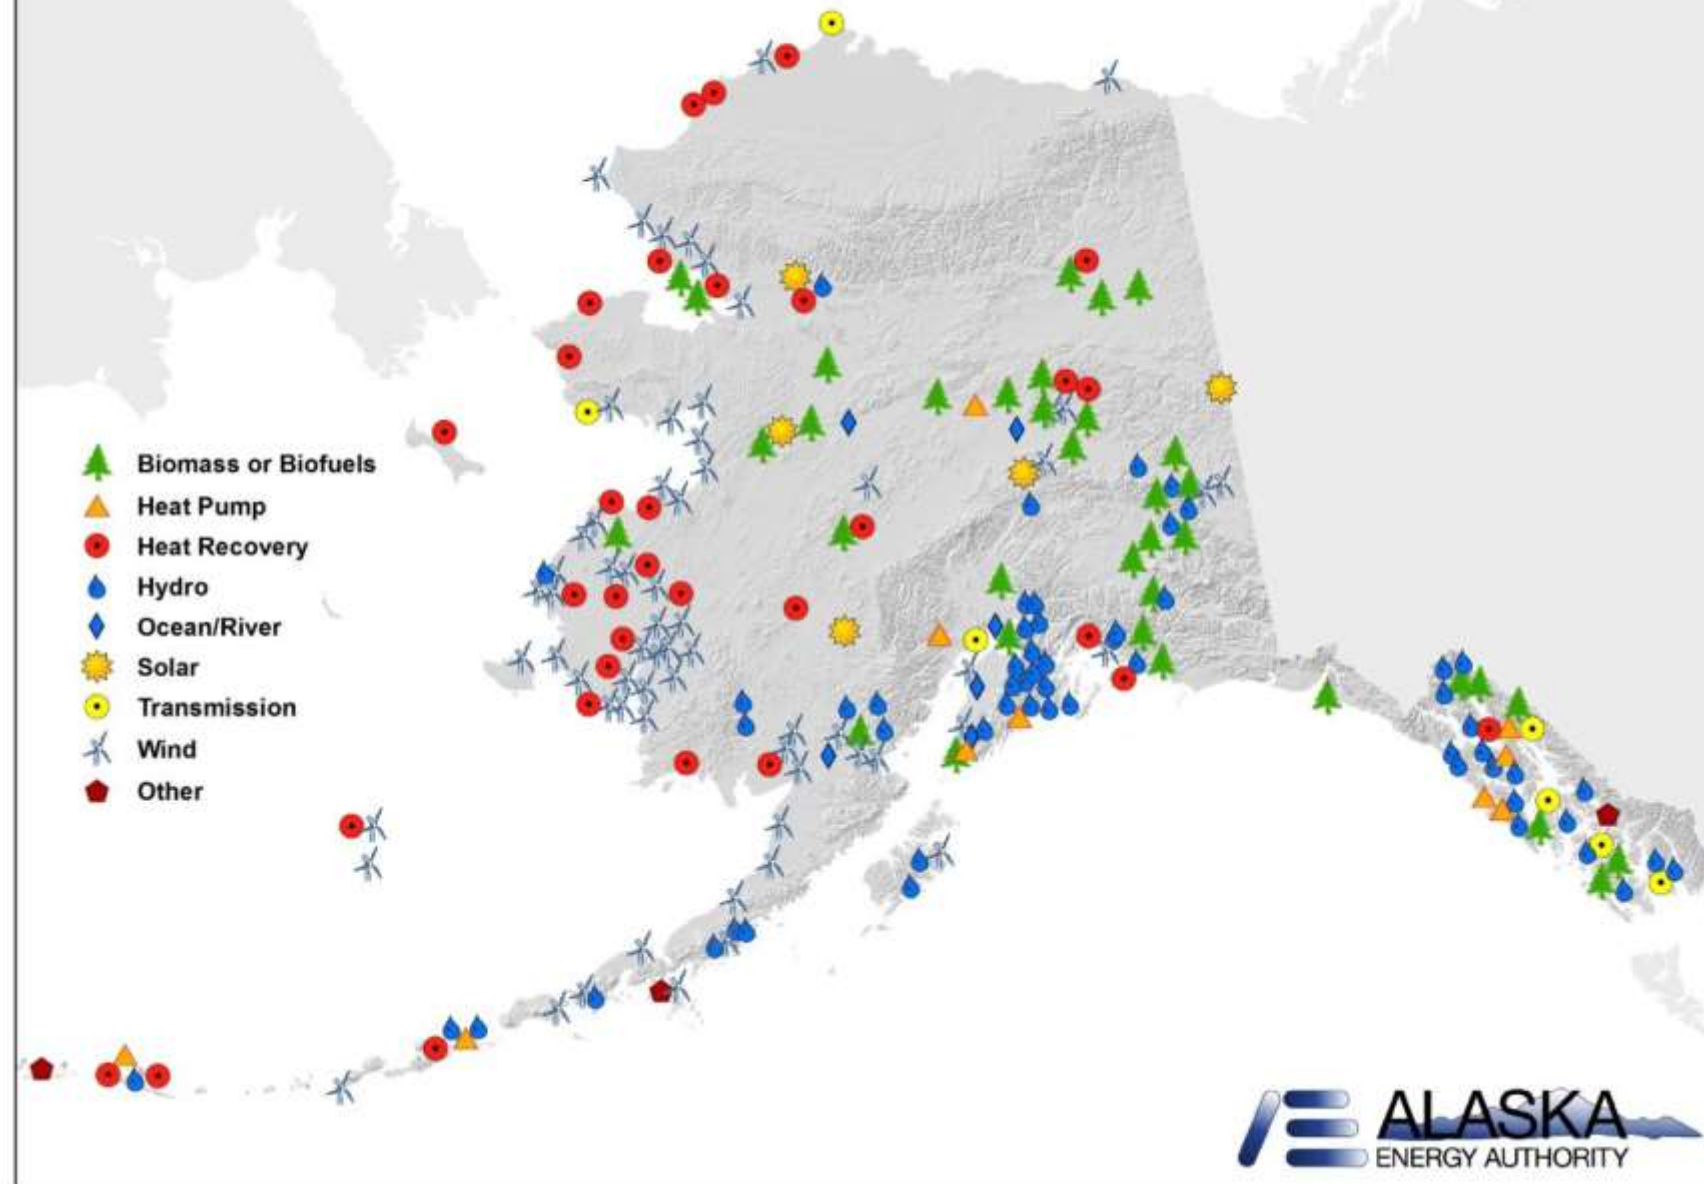 Biomass or Biofuels
Heat Pump
Heat Recovery
Hydro
Ocean/River
Solar
Transmission
Wind
Other
ALASKA
ENERGY AUTHORITY